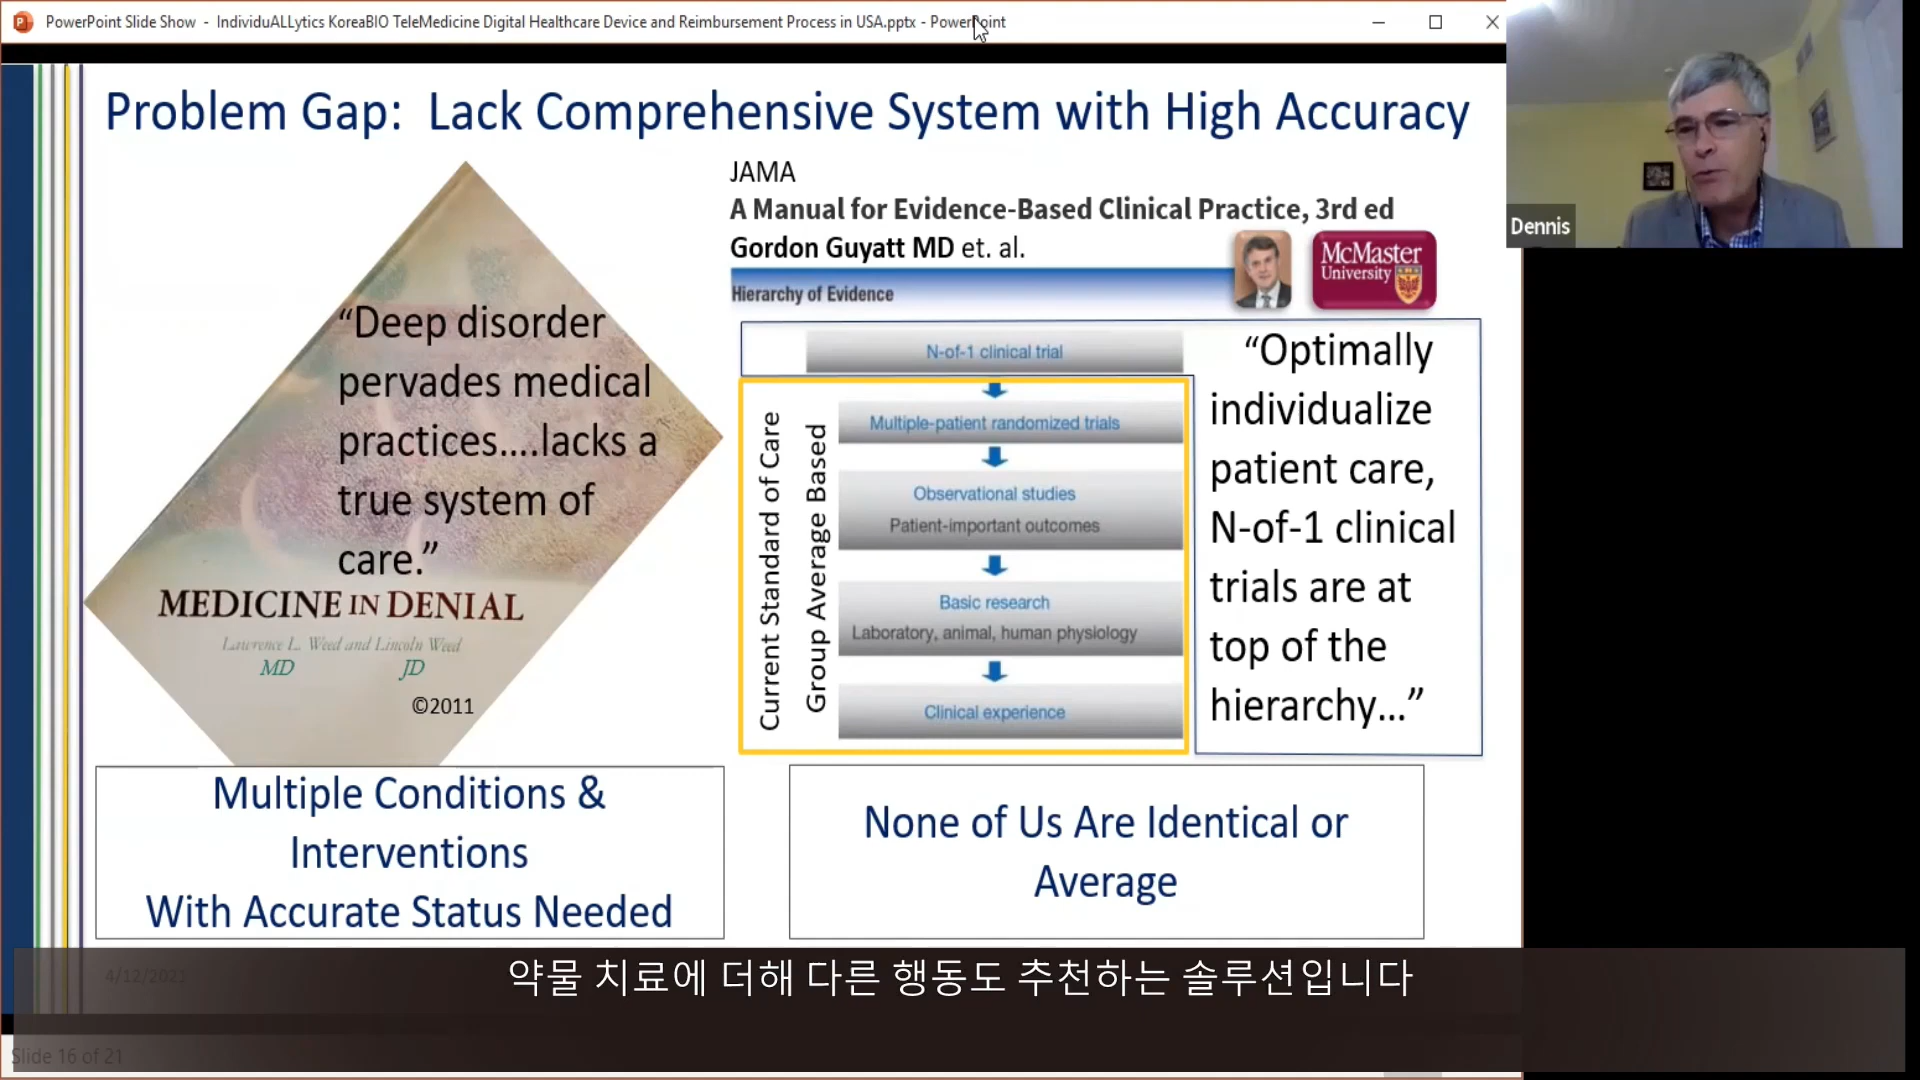 PowerPoint Slide Show - IndividuALLytics KoreaBIO TeleMedicine Digital Healthcare Device and Reimbursement Process in USA.pptx - PowerPoint
Problem Gap: Lack Comprehensive System with High Accuracy
Dennis
“Deep disorder
pervades medical
practices....lacks a
true system of
care.”
MEDICINE IN DENIAL
Lawrence L. Weed and Lincoln Weed
MD JD
©2011
JAMA
A Manual for Evidence-Based Clinical Practice, 3rd ed
Gordon Guyatt MD et. al.
McMaster
University
Hierarchy of Evidence
N-of-1 clinical trial
Current Standard of Care
Group Average Based
Multiple-patient randomized trials
Observational studies
Patient-important outcomes
Basic research
Laboratory, animal, human physiology
Clinical experience
“Optimally
individualize
patient care,
N-of-1 clinical
trials are at
top of the
hierarchy...”
Multiple Conditions &
Interventions
With Accurate Status Needed
None of Us Are Identical or
Average
약물 치료에 더해 다른 행동도 추천하는 솔루션입니다
Slide 16 of 21